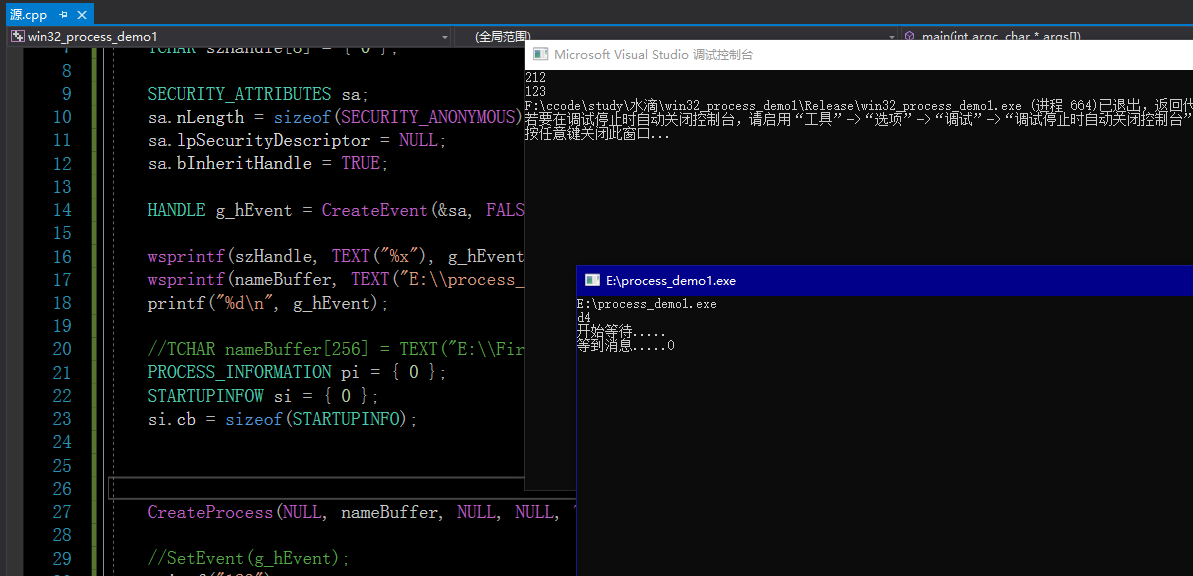 源.cpp
win32_process_demo1
(全局范围)
main(int argc, char * args[])
7 TCHAR szHandle[8] = { 0 };
8
9 SECURITY_ATTRIBUTES sa;
10 sa.nLength = sizeof(SECURITY_ANONYMOUS)
11 sa.lpSecurityDescriptor = NULL;
12 sa.bInheritHandle = TRUE;
13
14 HANDLE g_hEvent = CreateEvent(&sa, FALS
15
16 wsprintf(szHandle, TEXT("%x"), g_hEvent
17 wsprintf(nameBuffer, TEXT("E:\\process_
18 printf("%d\n", g_hEvent);
19
20 //TCHAR nameBuffer[256] = TEXT("E:\\Fir
21 PROCESS_INFORMATION pi = { 0 };
22 STARTUPINFOW si = { 0 };
23 si.cb = sizeof(STARTUPINFO);
24
25
26
27 CreateProcess(NULL, nameBuffer, NULL, NULL,
28
29 //SetEvent(g_hEvent);
Microsoft Visual Studio 调试控制台
212
123
F:\ccode\study\水滴\win32_process_demo1\Release\win32_process_demo1.exe (进程 664)已退出，返回代
若要在调试停止时自动关闭控制台，请启用“工具”->“选项”->“调试”->“调试停止时自动关闭控制台”
按任意键关闭此窗口...
E:\process_demo1.exe
E:\process_demo1.exe
d4
开始等待.....
等到消息.....0